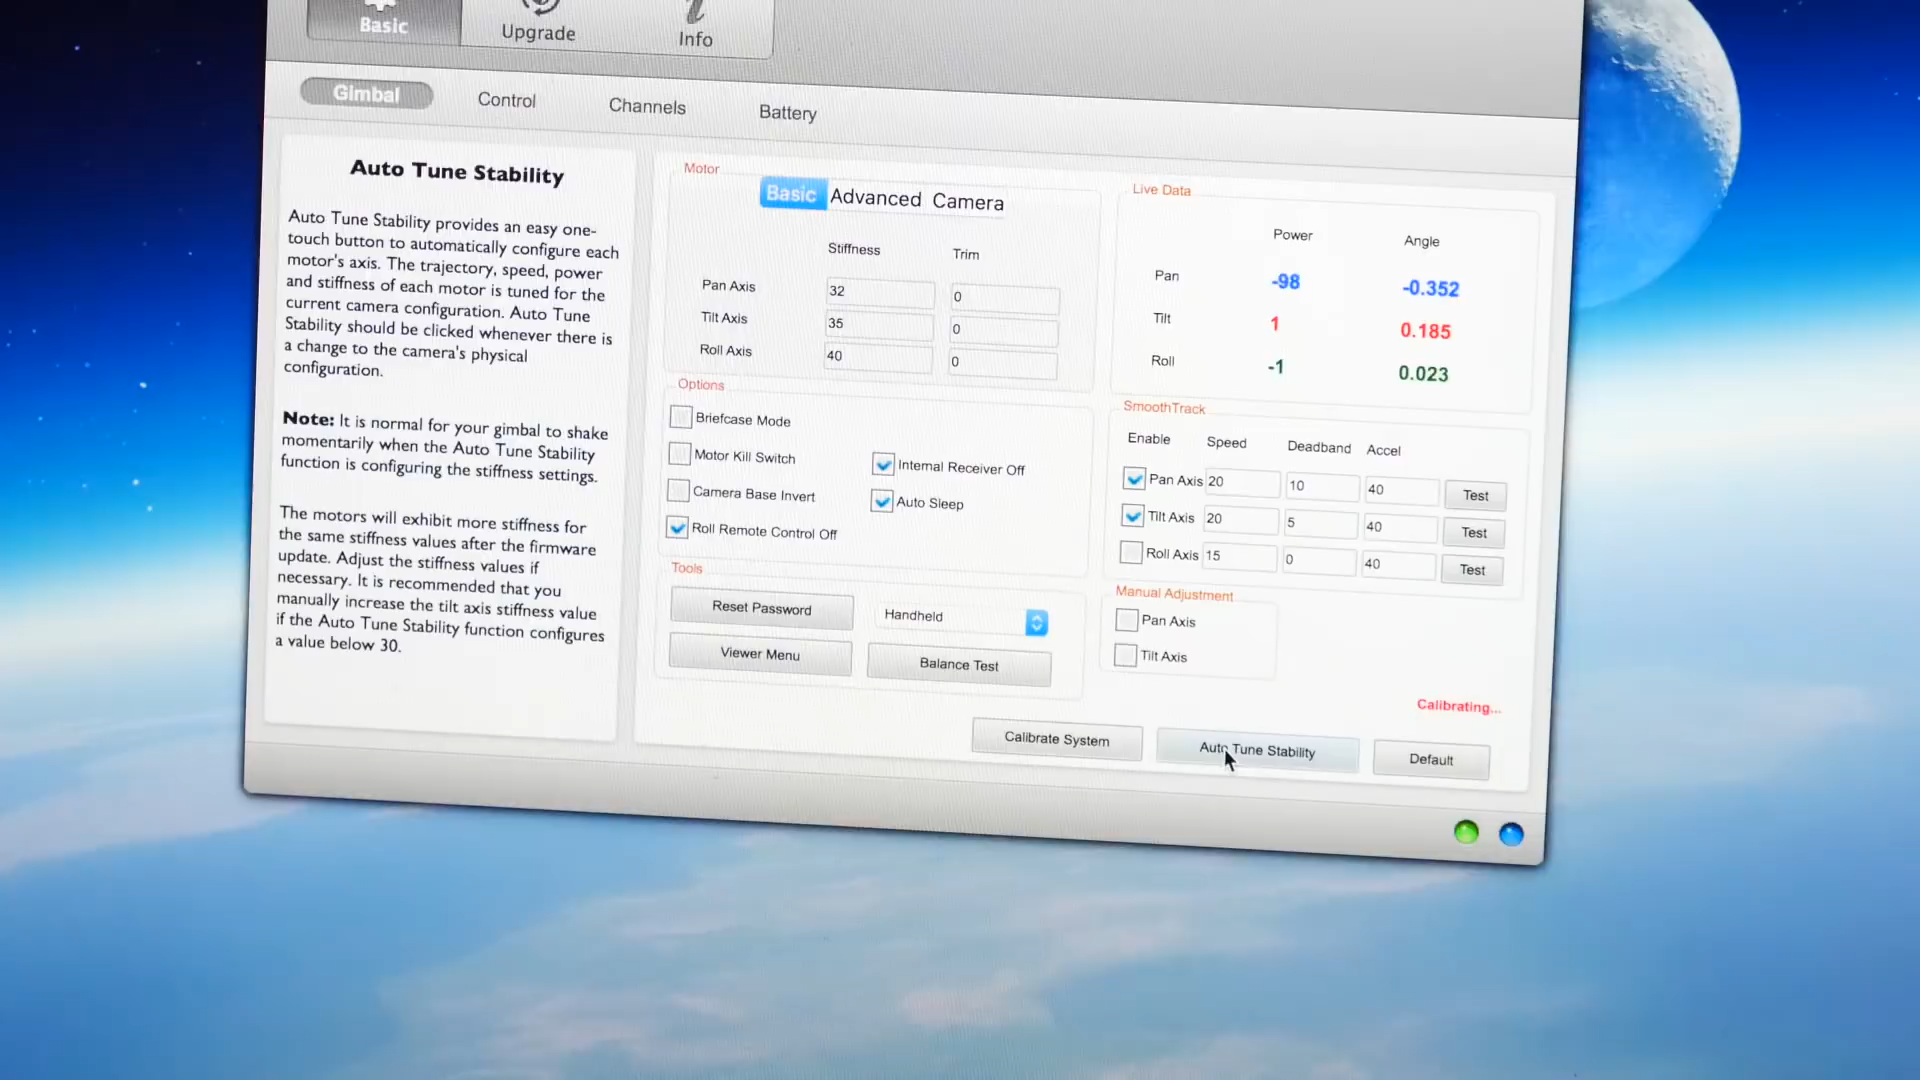 Basic
Upgrade
Info
Gimbal
Control
Channels
Battery
Auto Tune Stability
Auto Tune Stability provides an easy one-
touch button to automatically configure each
motor's axis. The trajectory, speed, power
and stiffness of each motor is tuned for the
current camera configuration. Auto Tune
Stability should be clicked whenever there is
a change to the camera's physical
configuration.
Note: It is normal for your gimbal to shake
momentarily when the Auto Tune Stability
function is configuring the stiffness settings.
The motors will exhibit more stiffness for
the same stiffness values after the firmware
update. Adjust the stiffness values if
necessary. It is recommended that you
manually increase the tilt axis stiffness value
if the Auto Tune Stability function configures
a value below 30.
Motor
Basic Advanced Camera
Stiffness Trim
Pan Axis 32 0
Tilt Axis 35 0
Roll Axis 40 0
Options
Briefcase Mode
Motor Kill Switch
Camera Base Invert
Roll Remote Control Off
Internal Receiver Off
Auto Sleep
Tools
Reset Password
Handheld
Viewer Menu
Balance Test
Live Data
Power Angle
Pan -98 -0.352
Tilt 1 0.185
Roll -1 0.023
SmoothTrack
Enable Speed Deadband Accel
Pan Axis 20 10 40 Test
Tilt Axis 20 5 40 Test
Roll Axis 15 0 40 Test
Manual Adjustment
Pan Axis
Tilt Axis
Calibrating...
Calibrate System
Auto Tune Stability
Default